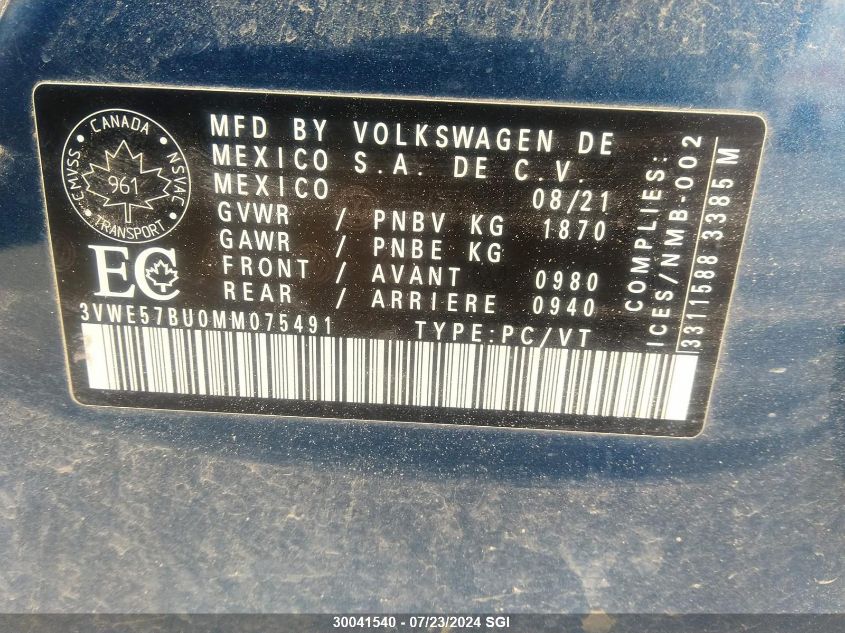 CANADA
CMVSS
NSVAC
961
TRANSPORT
EC
MFD BY VOLKSWAGEN DE
MEXICO S.A. DE C.V.
MEXICO 08/21
GVWR / PNBV KG 1870
GAWR / PNBE KG
FRONT / AVANT 0980
REAR / ARRIERE 0940
3VWE57BU0MM075491 TYPE:PC/VT
COMPLIES:
ICES/NMB-002
3311588 3385 M
30041540 - 07/23/2024 SGI